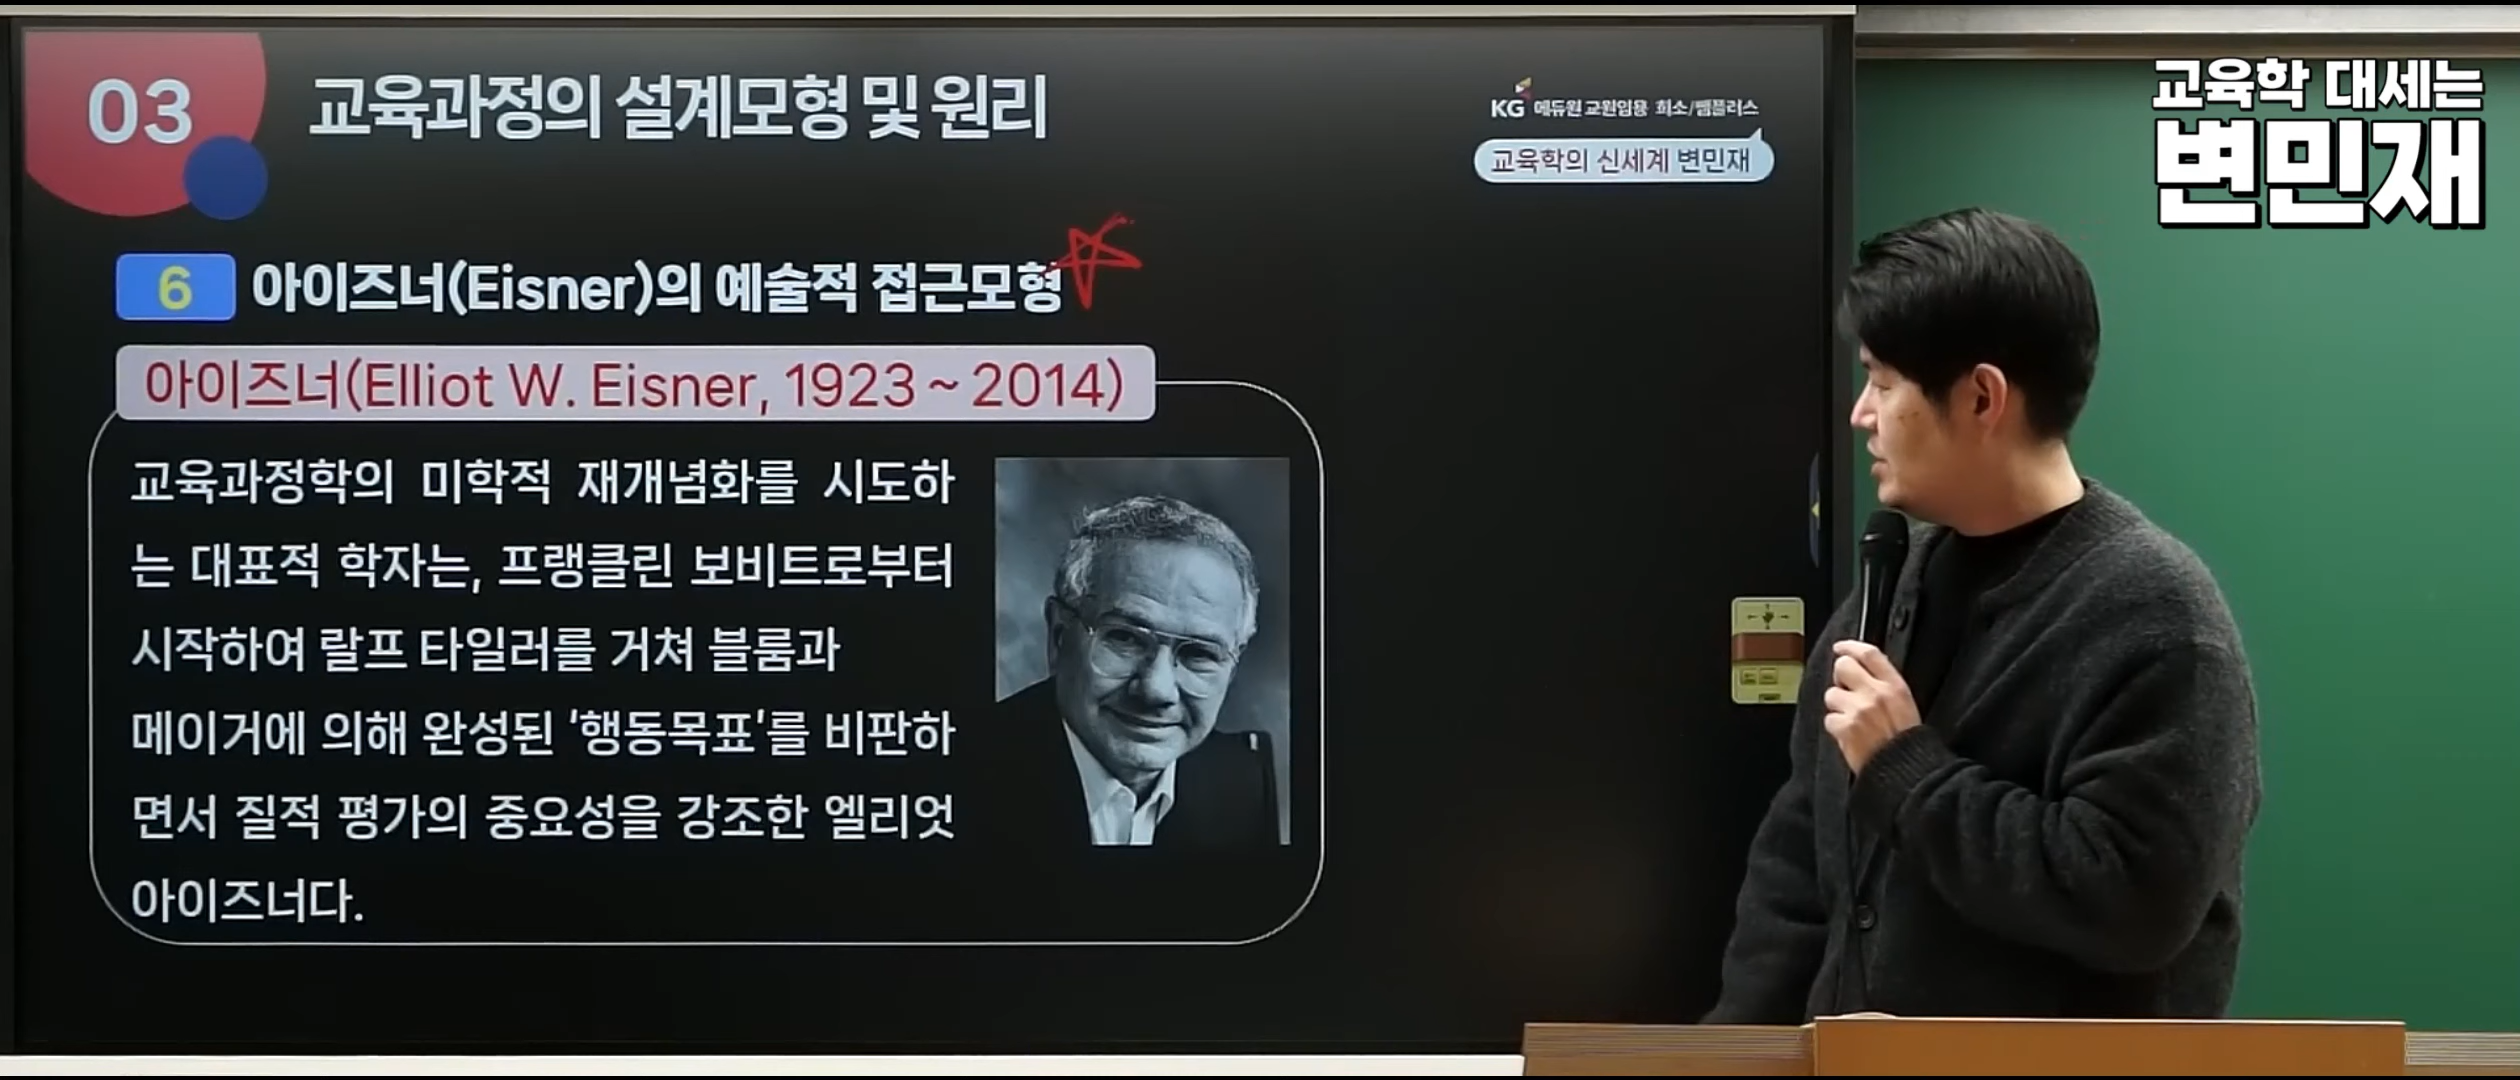 03
교육과정의 설계모형 및 원리
KG 에듀원 교원임용 희소/쌤플러스
교육학의 신세계 변민재
교육학 대세는
변민재
6 아이즈너(Eisner)의 예술적 접근모형
아이즈너(Elliot W. Eisner, 1923 ~ 2014)
교육과정학의 미학적 재개념화를 시도하
는 대표적 학자는, 프랭클린 보비트로부터
시작하여 랄프 타일러를 거쳐 블룸과
메이거에 의해 완성된 '행동목표'를 비판하
면서 질적 평가의 중요성을 강조한 엘리엇
아이즈너다.